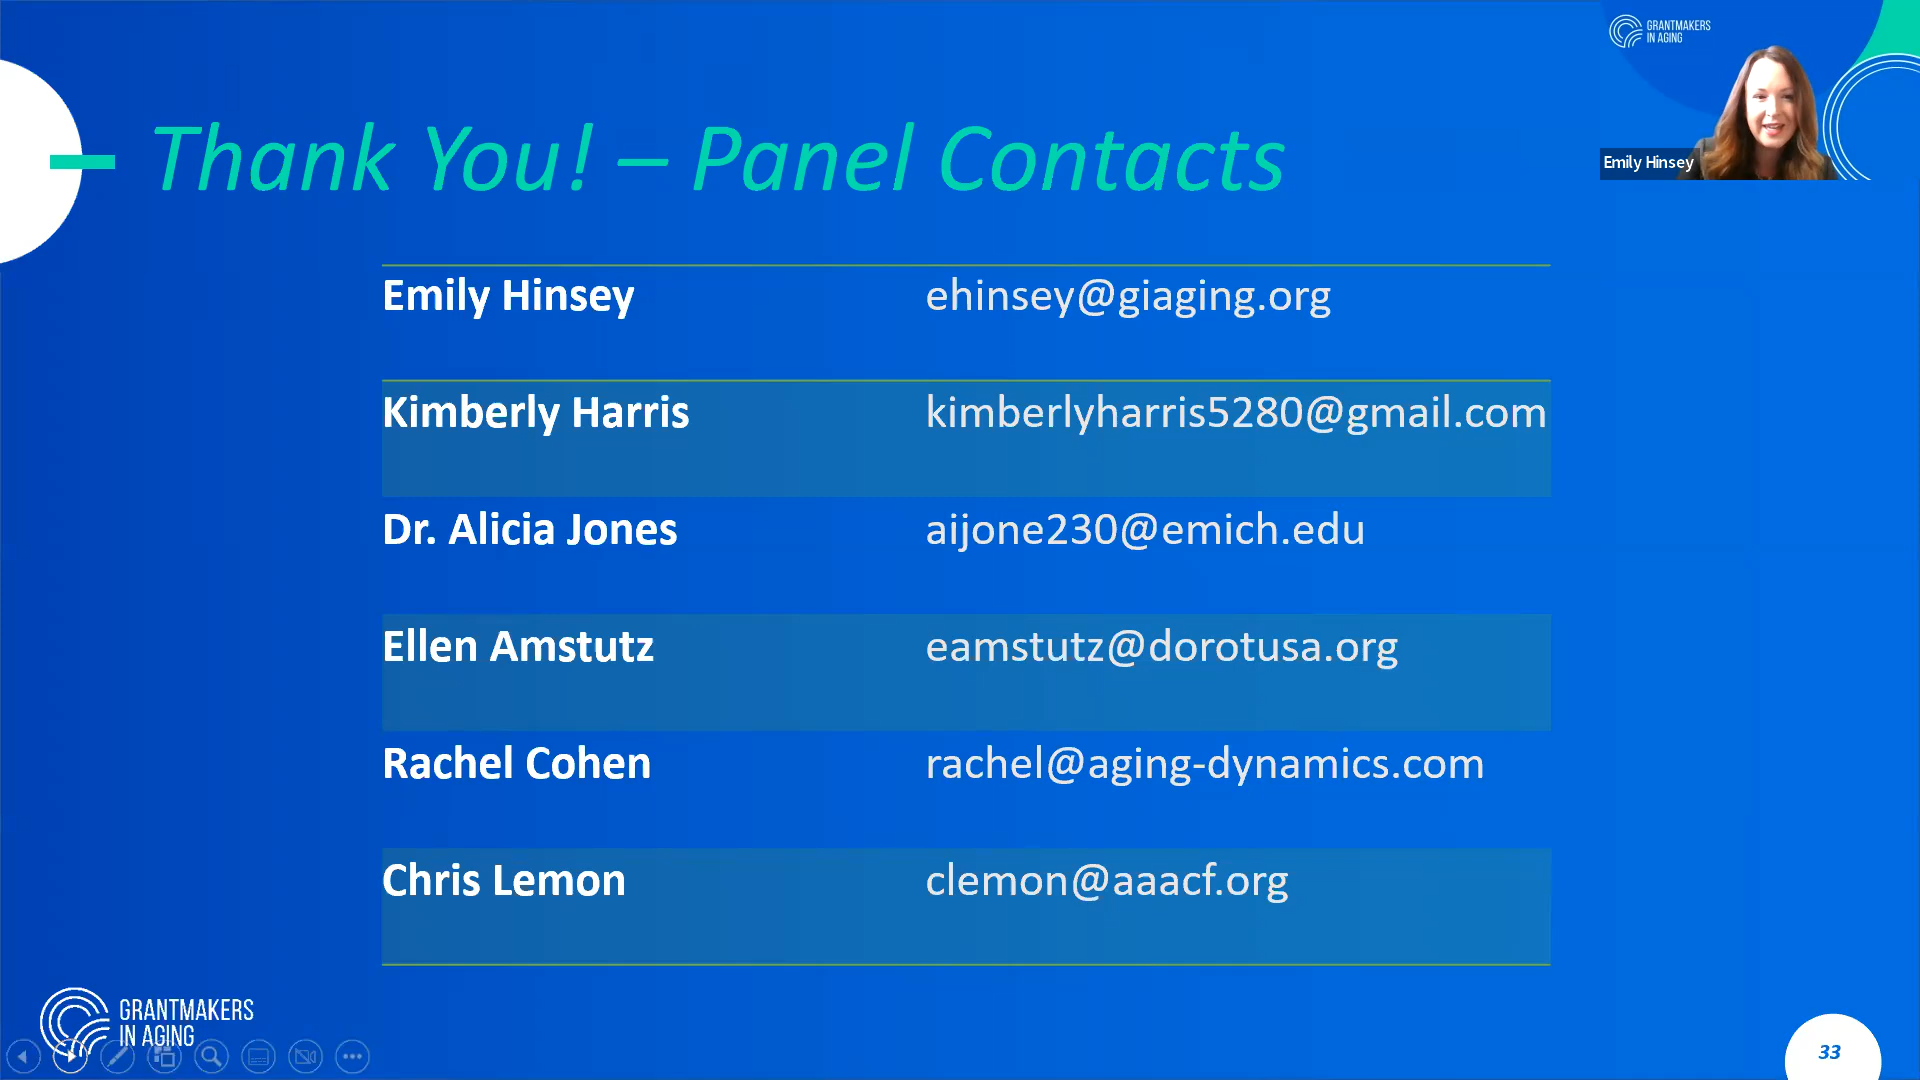 GRANTMAKERS
IN AGING
Emily Hinsey
Thank You! – Panel Contacts
Emily Hinsey ehinsey@giaging.org
Kimberly Harris kimberlyharris5280@gmail.com
Dr. Alicia Jones aijone230@emich.edu
Ellen Amstutz eamstutz@dorotusa.org
Rachel Cohen rachel@aging-dynamics.com
Chris Lemon clemon@aaacf.org
GRANTMAKERS
IN AGING
33